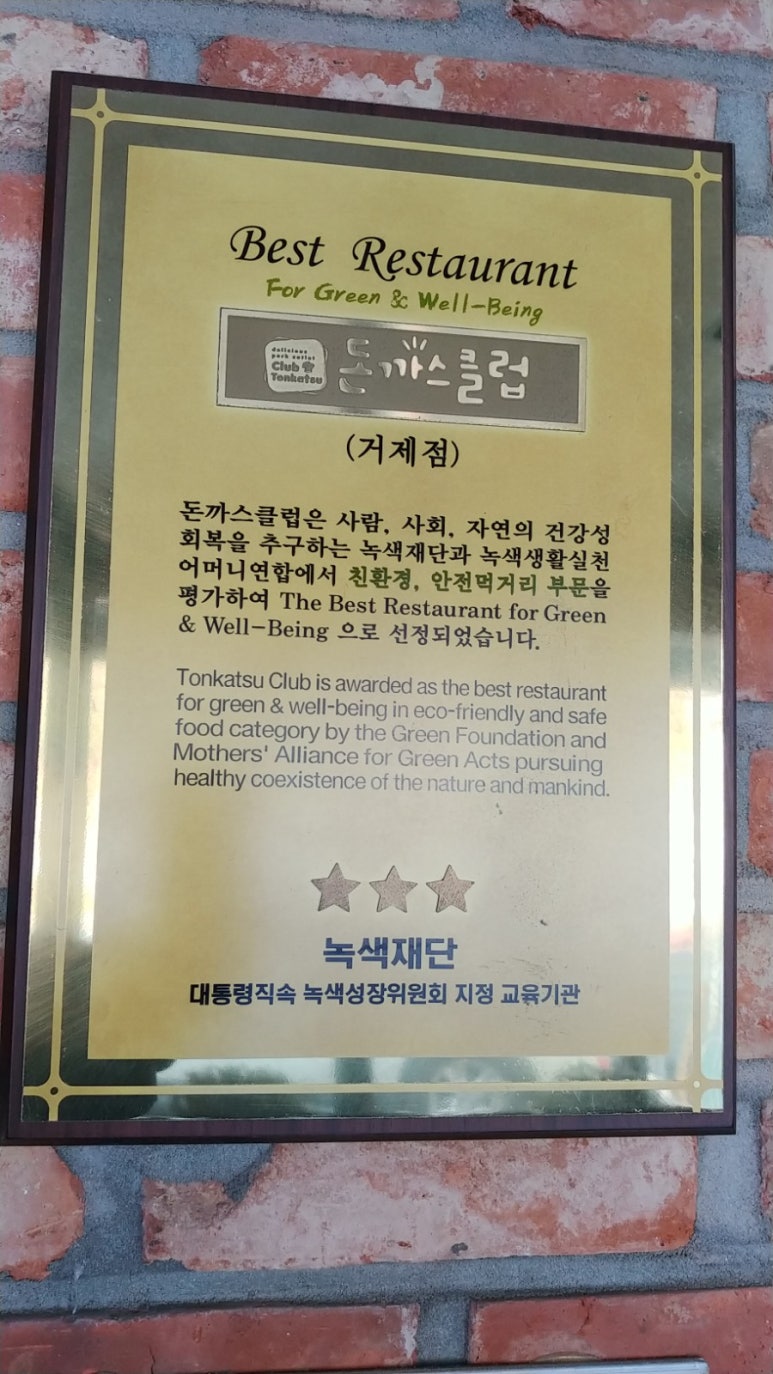 Best Restaurant
For Green & Well-Being
delicious
pork cutlet
Club
Tonkatsu
돈까스클럽
(거제점)
돈까스클럽은 사람, 사회, 자연의 건강성
회복을 추구하는 녹색재단과 녹색생활실천
어머니연합에서 친환경, 안전먹거리 부문을
평가하여 The Best Restaurant for Green
& Well-Being 으로 선정되었습니다.
Tonkatsu Club is awarded as the best restaurant
for green & well-being in eco-friendly and safe
food category by the Green Foundation and
Mothers' Alliance for Green Acts pursuing
healthy coexistence of the nature and mankind.
녹색재단
대통령직속 녹색성장위원회 지정 교육기관